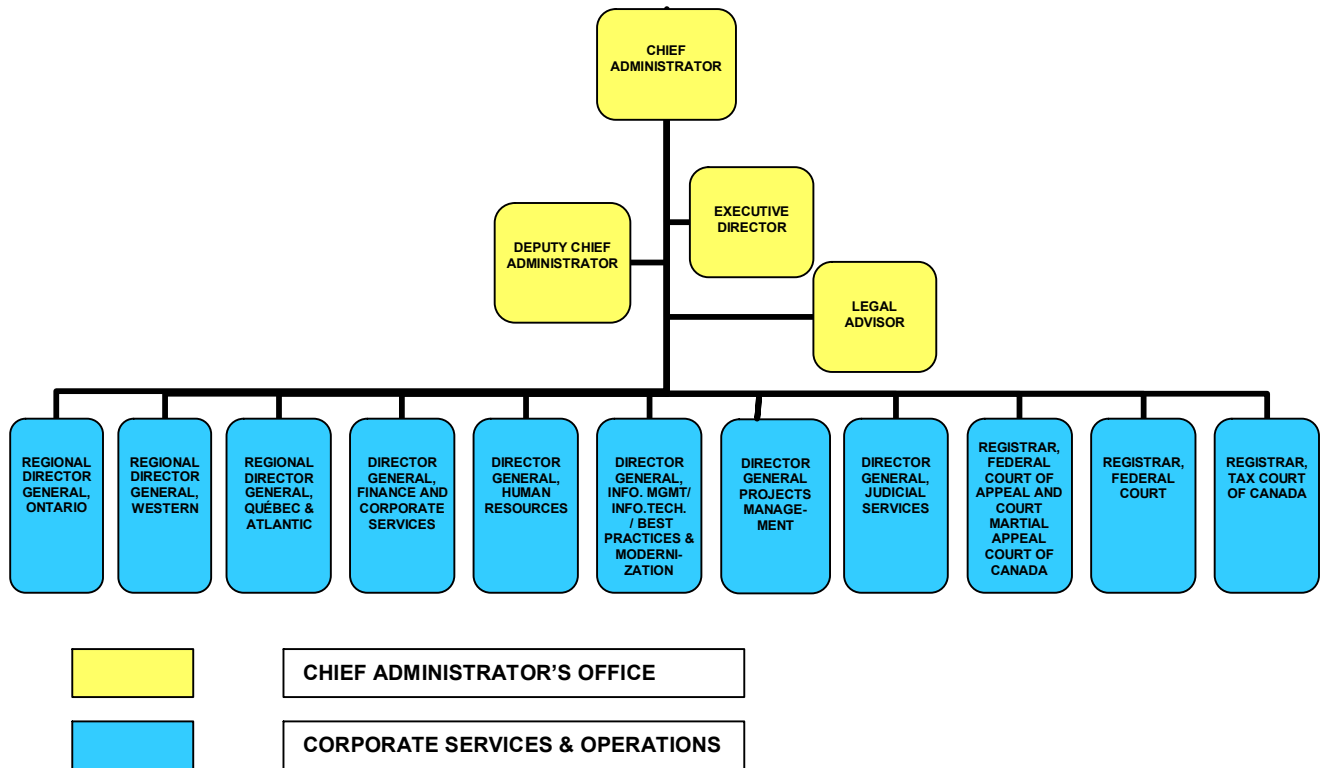 CHIEF
ADMINISTRATOR
EXECUTIVE
DIRECTOR
DEPUTY CHIEF
ADMINISTRATOR
LEGAL
ADVISOR
REGIONAL
DIRECTOR
GENERAL,
ONTARIO
REGIONAL
DIRECTOR
GENERAL,
WESTERN
REGIONAL
DIRECTOR
GENERAL,
QUÉBEC &
ATLANTIC
DIRECTOR
GENERAL,
FINANCE AND
CORPORATE
SERVICES
DIRECTOR
GENERAL,
HUMAN
RESOURCES
DIRECTOR
GENERAL,
INFO. MGMT/
INFO.TECH.
/ BEST
PRACTICES &
MODERNI-
ZATION
DIRECTOR
GENERAL
PROJECTS
MANAGE-
MENT
DIRECTOR
GENERAL,
JUDICIAL
SERVICES
REGISTRAR,
FEDERAL
COURT OF
APPEAL AND
COURT
MARTIAL
APPEAL
COURT OF
CANADA
REGISTRAR,
FEDERAL
COURT
REGISTRAR,
TAX COURT
OF CANADA
CHIEF ADMINISTRATOR’S OFFICE
CORPORATE SERVICES & OPERATIONS